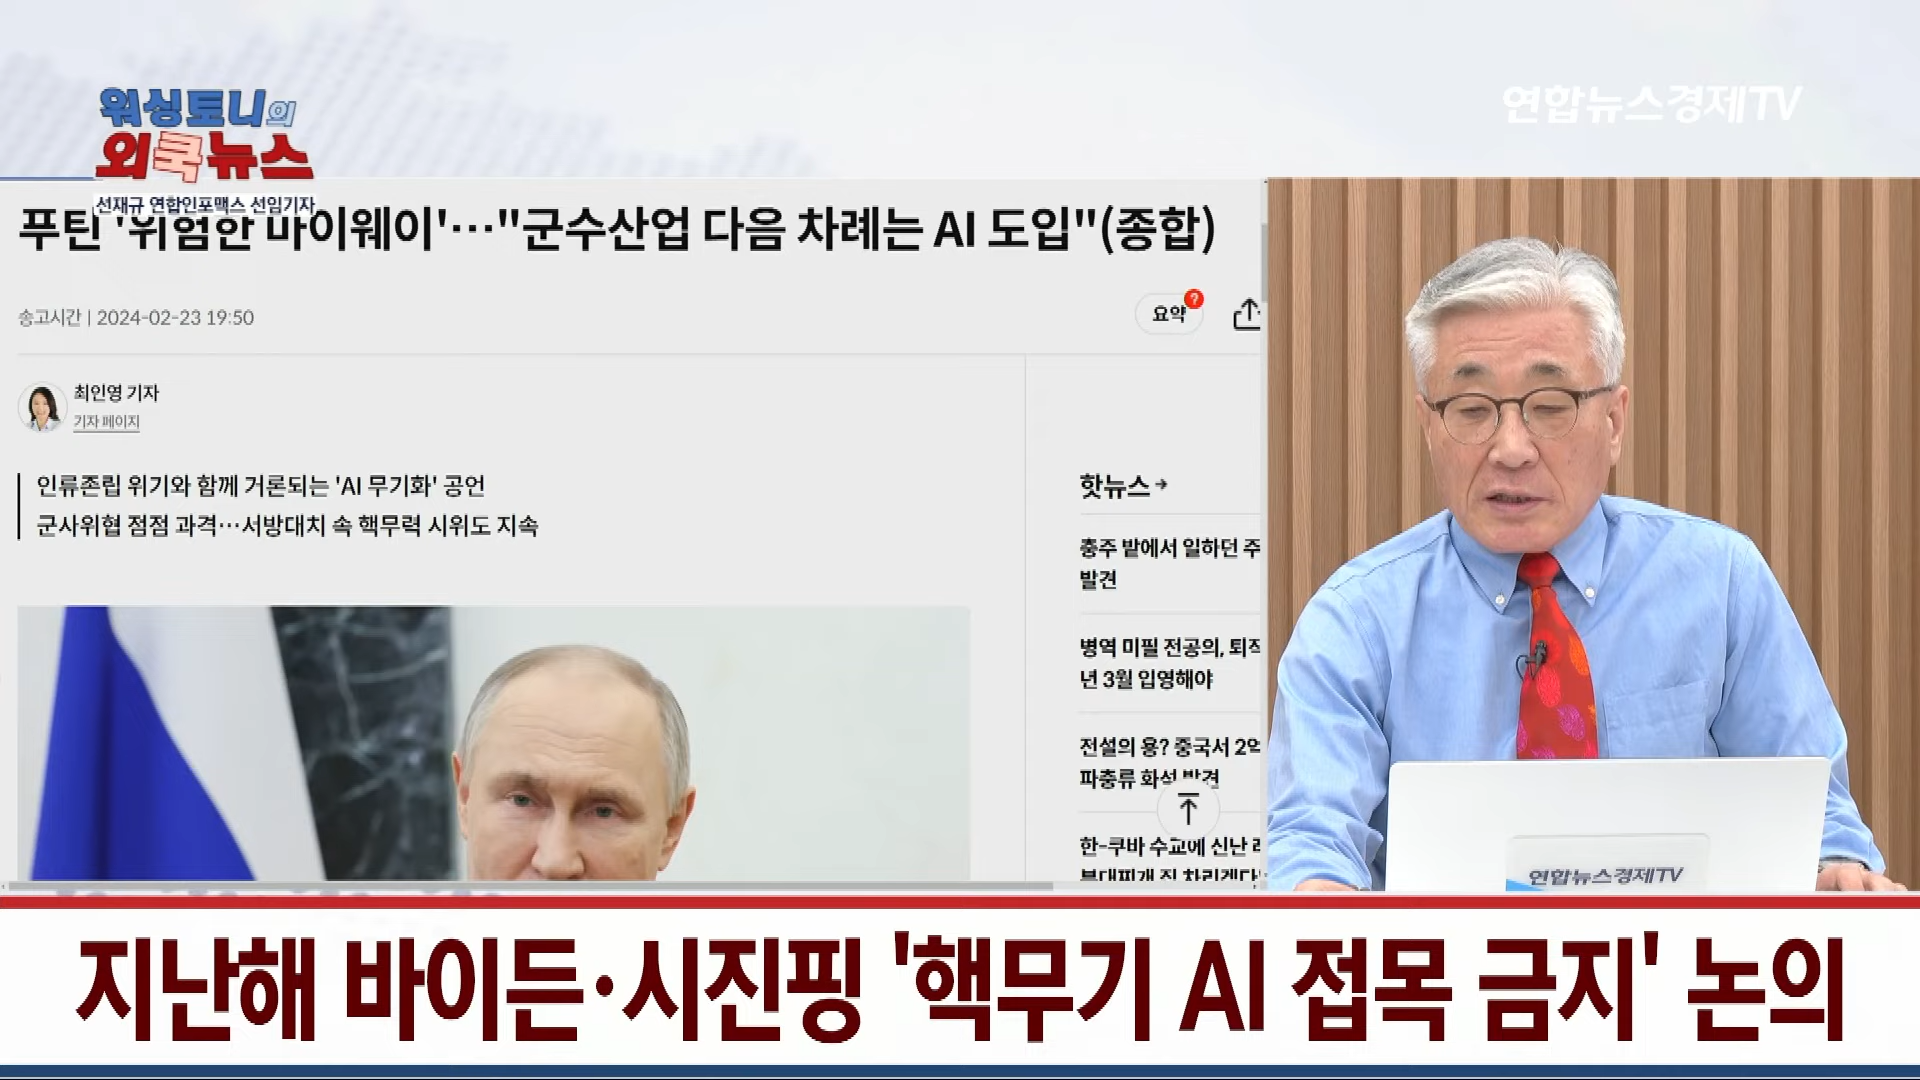 워싱토니의
외쿡뉴스
선재규 연합인포맥스 선임기자
연합뉴스경제TV
푸틴 '위험한 마이웨이'…"군수산업 다음 차례는 AI 도입"(종합)
송고시간 | 2024-02-23 19:50
요약
?
최인영 기자
기자 페이지
인류존립 위기와 함께 거론되는 'AI 무기화' 공언
군사위협 점점 과격…서방대치 속 핵무력 시위도 지속
핫뉴스
충주 밭에서 일하던 주
발견
병역 미필 전공의, 퇴직
년 3월 입영해야
전설의 용? 중국서 2억
파충류 화석 발견
한-쿠바 수교에 신난
연합뉴스경제TV
지난해 바이든·시진핑 '핵무기 AI 접목 금지' 논의